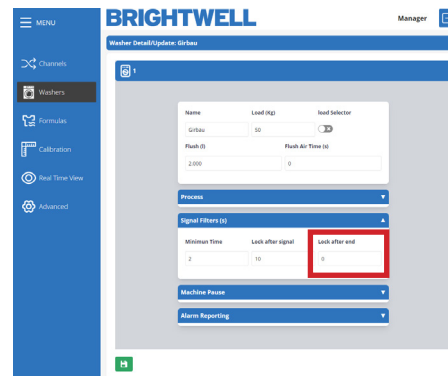 MENU
BRIGHTWELL
Manager
Washer Detail/Update: Girbau
Channels
Washers
Formulas
Calibration
Real Time View
Advanced
1
Name Load (Kg) load Selector
Girbau 50
Flush (l) Flush Air Time (s)
2.000 0
Process
Signal Filters (s)
Minimun Time Lock after signal Lock after end
2 10 0
Machine Pause
Alarm Reporting